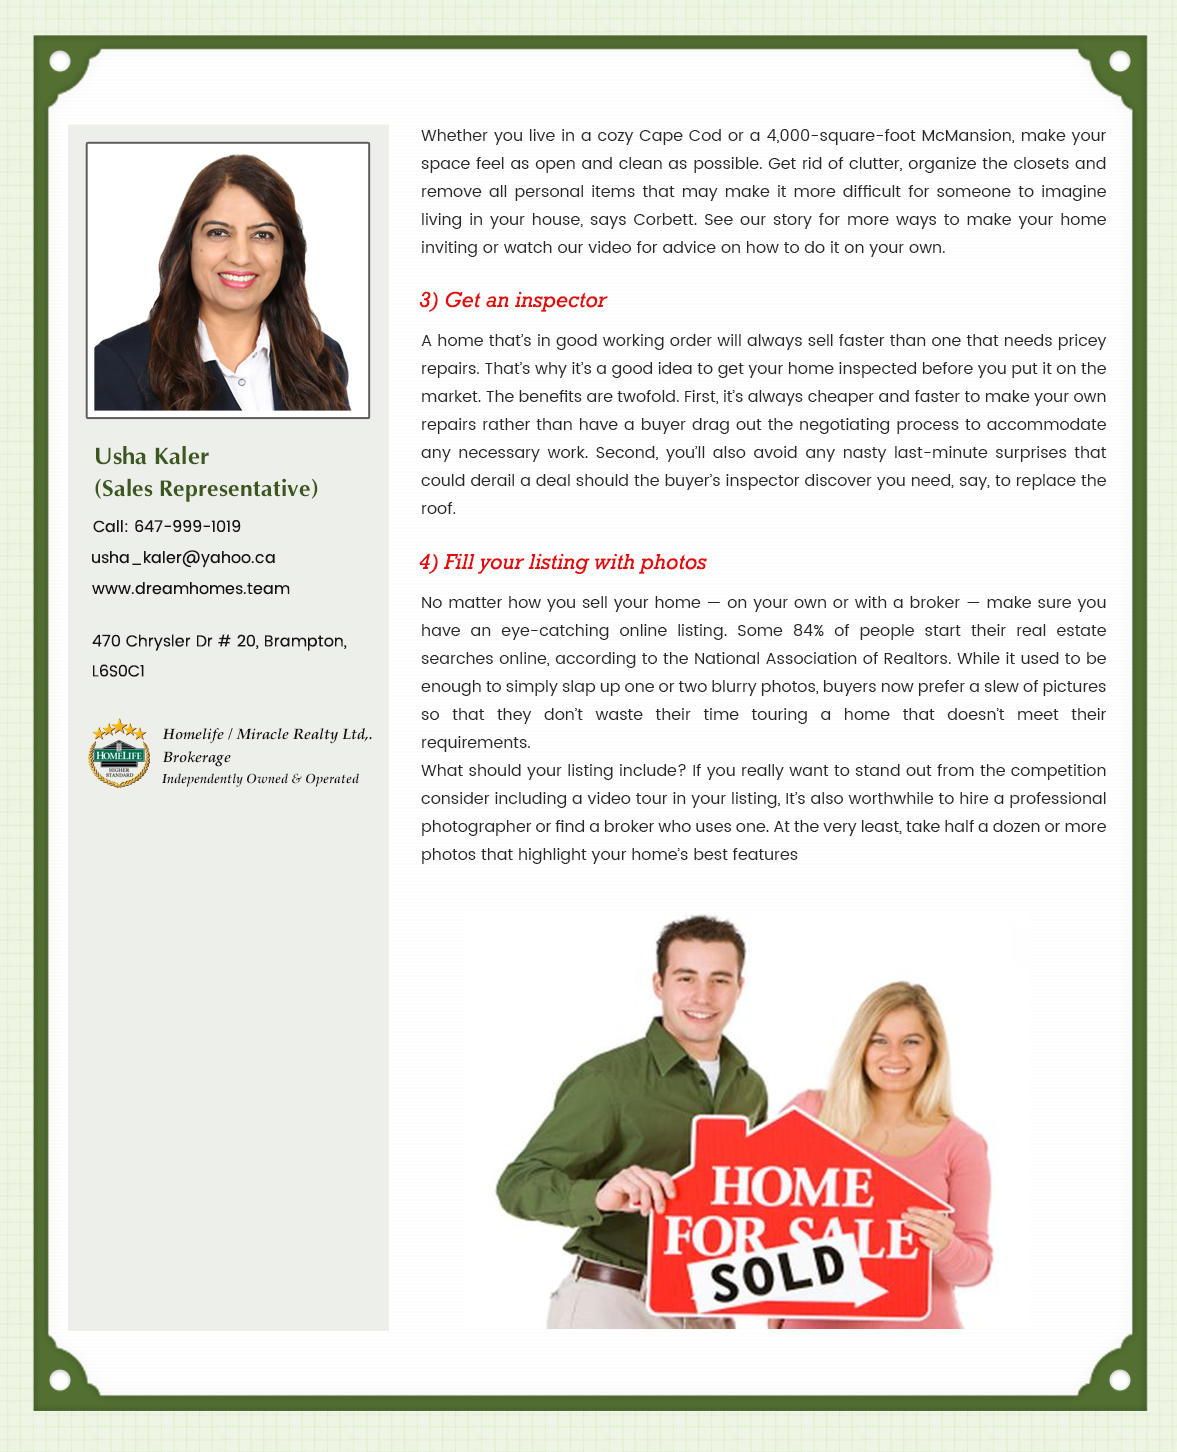 Usha Kaler
(Sales Representative)
Call: 647-999-1019
usha_kaler@yahoo.ca
www.dreamhomes.team
470 Chrysler Dr # 20, Brampton,
L6S0C1
HOMELIFE
HIGHER
STANDARD
Homelife / Miracle Realty Ltd,.
Brokerage
Independently Owned & Operated
Whether you live in a cozy Cape Cod or a 4,000-square-foot McMansion, make your
space feel as open and clean as possible. Get rid of clutter, organize the closets and
remove all personal items that may make it more difficult for someone to imagine
living in your house, says Corbett. See our story for more ways to make your home
inviting or watch our video for advice on how to do it on your own.
3) Get an inspector
A home that’s in good working order will always sell faster than one that needs pricey
repairs. That’s why it’s a good idea to get your home inspected before you put it on the
market. The benefits are twofold. First, it’s always cheaper and faster to make your own
repairs rather than have a buyer drag out the negotiating process to accommodate
any necessary work. Second, you’ll also avoid any nasty last-minute surprises that
could derail a deal should the buyer’s inspector discover you need, say, to replace the
roof.
4) Fill your listing with photos
No matter how you sell your home — on your own or with a broker — make sure you
have an eye-catching online listing. Some 84% of people start their real estate
searches online, according to the National Association of Realtors. While it used to be
enough to simply slap up one or two blurry photos, buyers now prefer a slew of pictures
so that they don’t waste their time touring a home that doesn’t meet their
requirements.
What should your listing include? If you really want to stand out from the competition
consider including a video tour in your listing, It’s also worthwhile to hire a professional
photographer or find a broker who uses one. At the very least, take half a dozen or more
photos that highlight your home’s best features
HOME
FOR SALE
SOLD